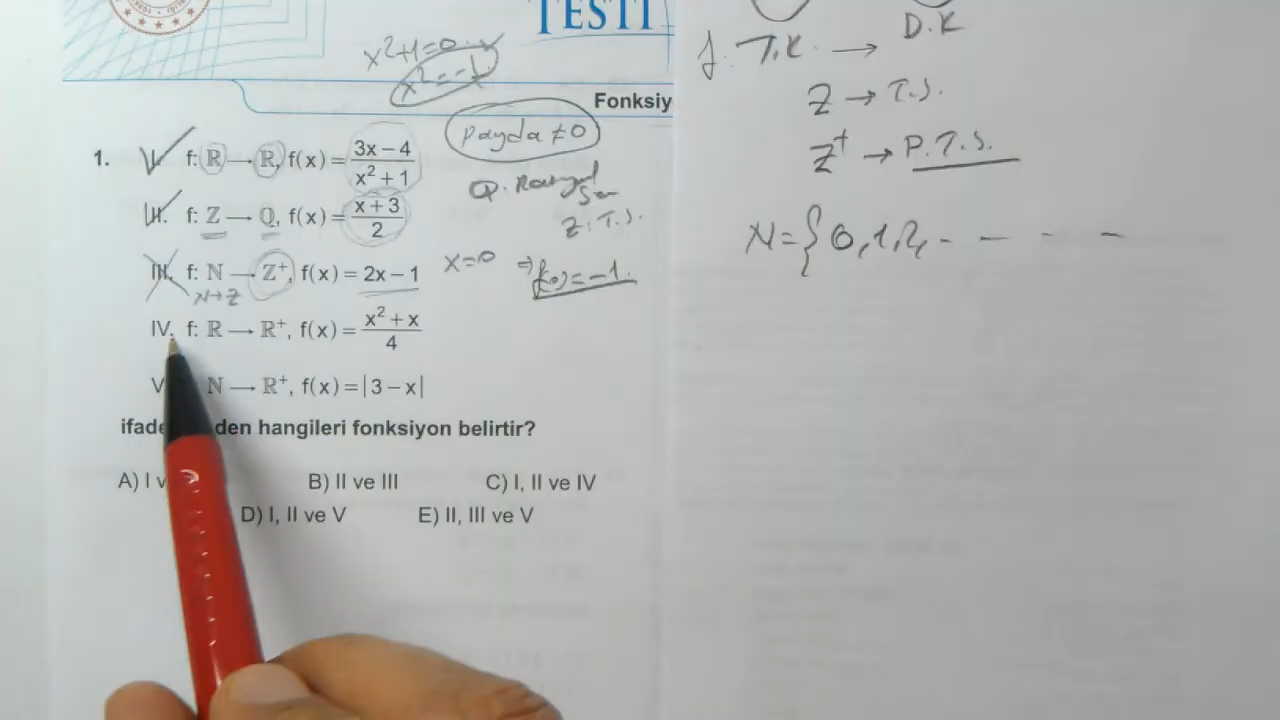 TESTİ
x²+1=0
x²=-1
Fonksiy
payda ≠ 0
1. I. f: ℝ → ℝ, f(x) = (3x – 4)/(x² + 1)
II. f: Z → Q, f(x) = (x + 3)/2
Q. Rasyonel
Z: T.S.
III. f: N → Z⁺, f(x) = 2x – 1
N→Z
x=0 ⇒ f(0)=-1.
IV. f: ℝ → ℝ⁺, f(x) = (x² + x)/4
V N → ℝ⁺, f(x) = |3 – x|
ifade den hangileri fonksiyon belirtir?
A) I v B) II ve III C) I, II ve IV
D) I, II ve V E) II, III ve V
f: T.K. → D.K
Z → T.S.
Z⁺ → P.T.S.
N={0,1,2,- - - -